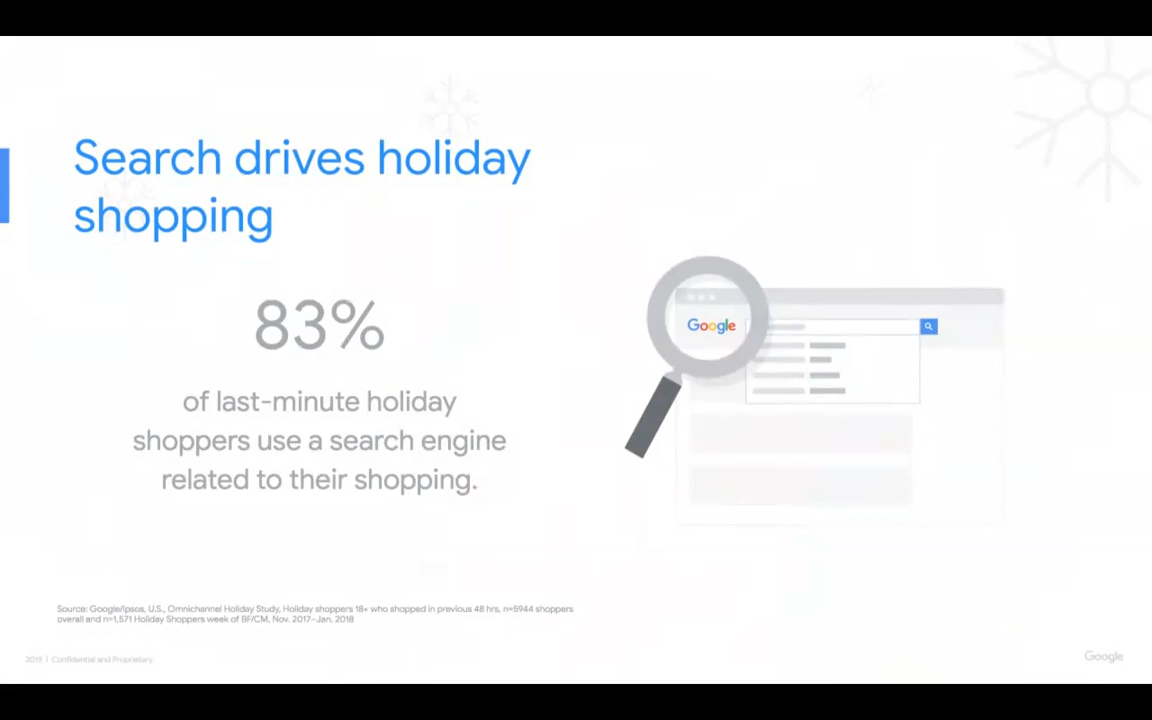 Search drives holiday
shopping
83%
of last-minute holiday
shoppers use a search engine
related to their shopping.
Google
Source: Google/Ipsos, U.S., Omnichannel Holiday Study, Holiday shoppers 18+ who shopped in previous 48 hrs, n=5944 shoppers
overall and n=1,571 Holiday Shoppers week of BF/CM, Nov. 2017–Jan. 2018
2019 | Confidential and Proprietary
Google